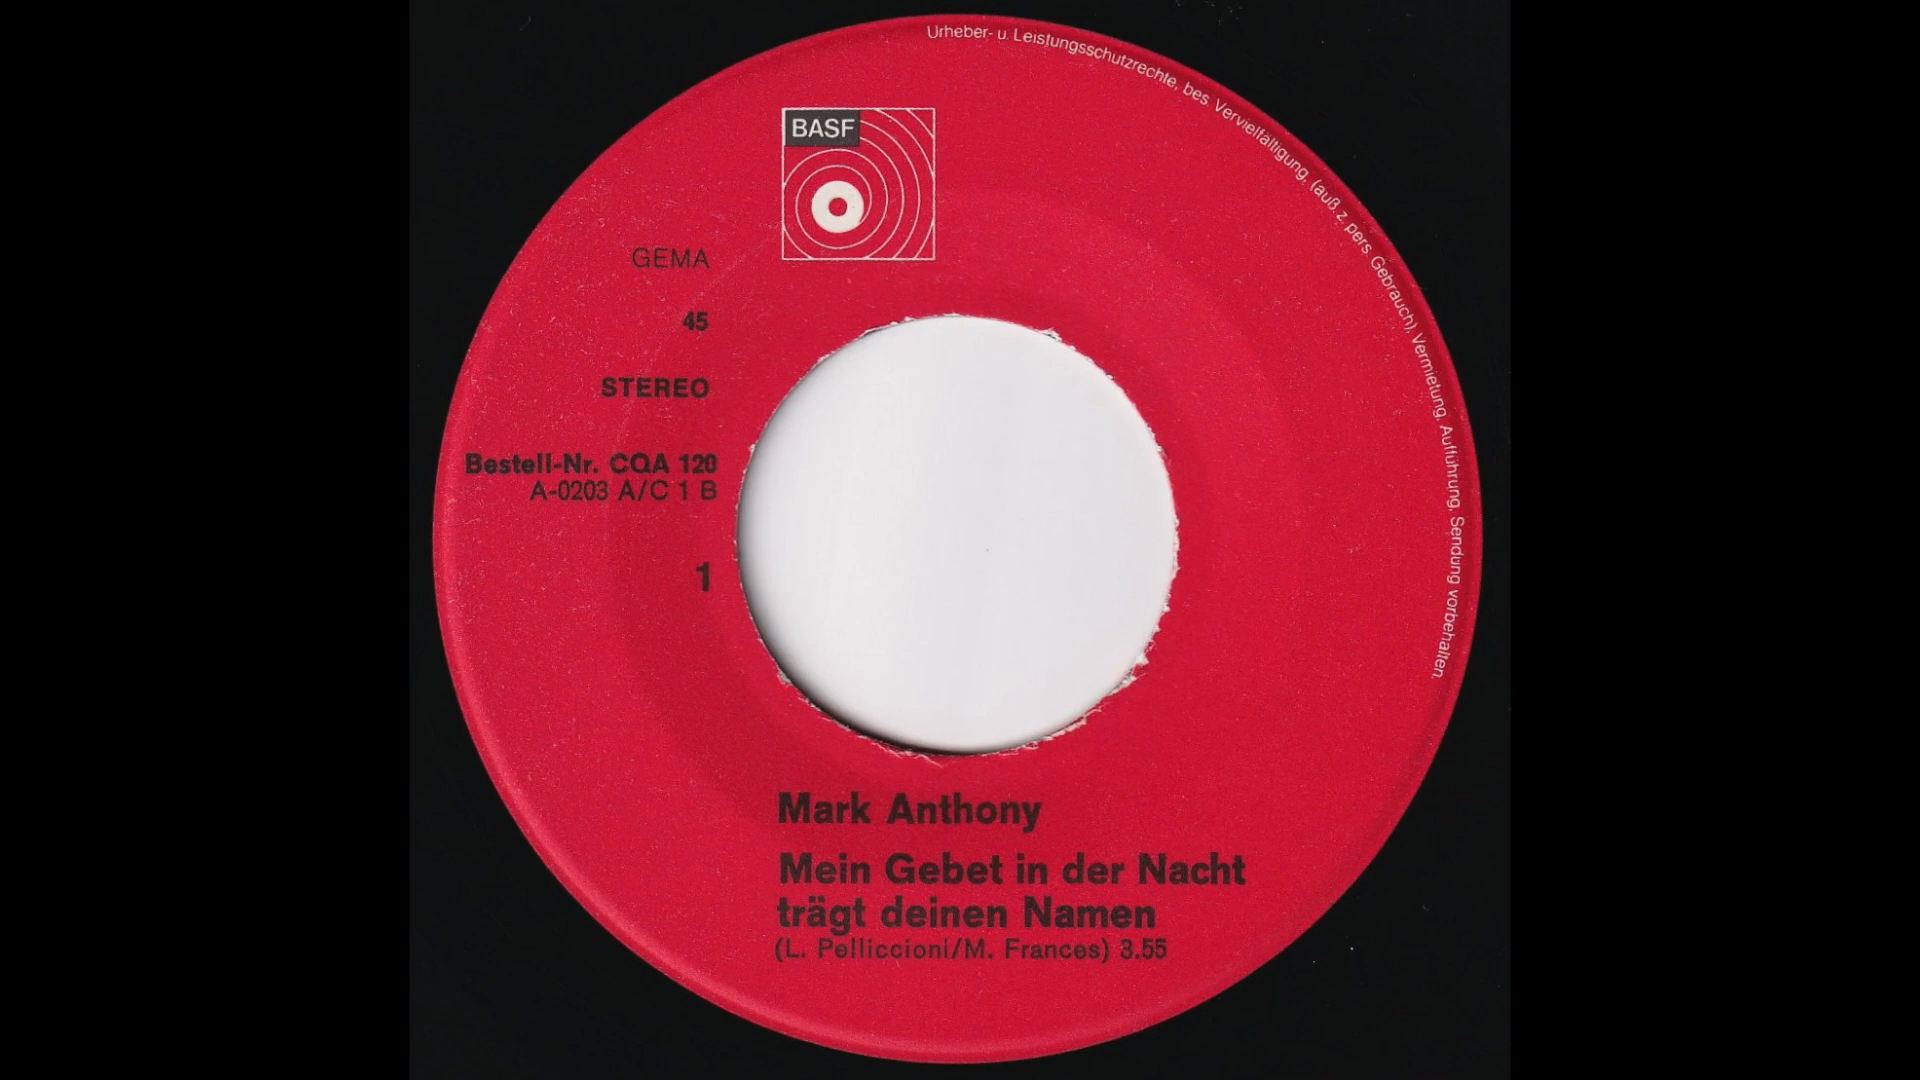 Urheber- u. Leistungsschutzrechte, bes. Vervielfältigung, (auß. z. pers. Gebrauch), Vermietung, Aufführung, Sendung vorbehalten.
BASF
GEMA
45
STEREO
Bestell-Nr. CQA 120
A-0203 A/C 1 B
1
Mark Anthony
Mein Gebet in der Nacht
trägt deinen Namen
(L. Pelliccioni/M. Frances) 3.55